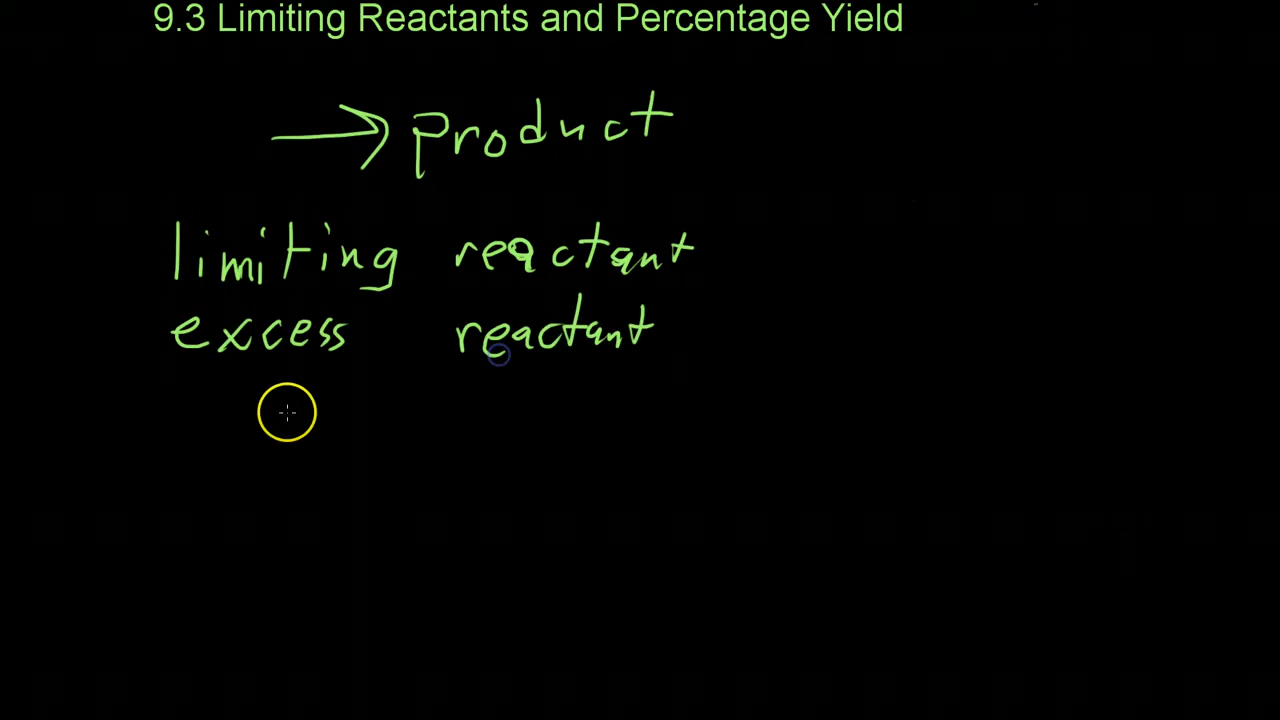 9.3 Limiting Reactants and Percentage Yield
→ product
limiting reactant
excess reactant